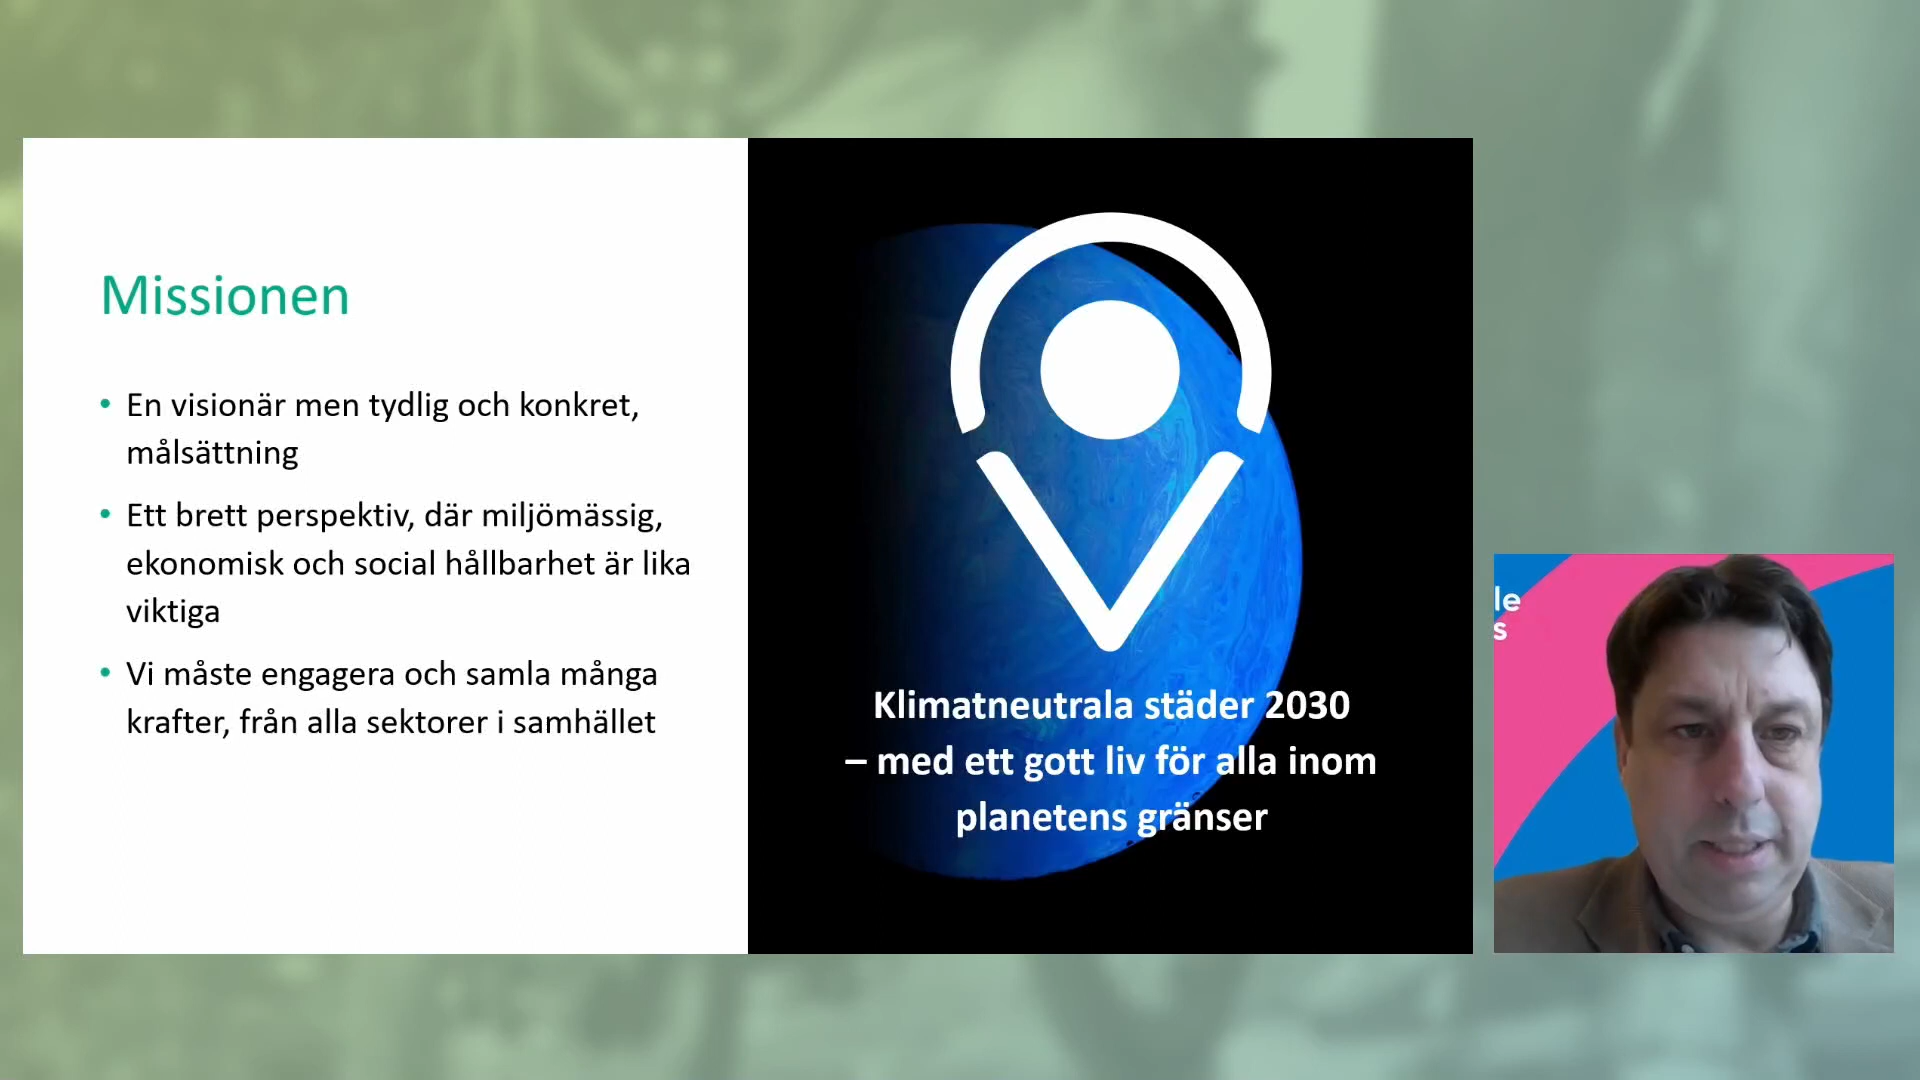 Missionen
• En visionär men tydlig och konkret,
målsättning
• Ett brett perspektiv, där miljömässig,
ekonomisk och social hållbarhet är lika
viktiga
• Vi måste engagera och samla många
krafter, från alla sektorer i samhället
Klimatneutrala städer 2030
– med ett gott liv för alla inom
planetens gränser
le
s